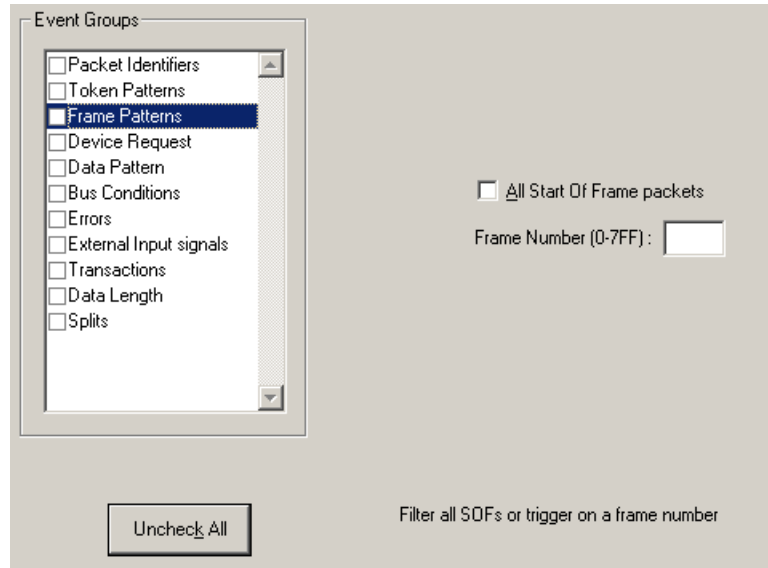 Event Groups
Packet Identifiers
Token Patterns
Frame Patterns
Device Request
Data Pattern
Bus Conditions
Errors
External Input signals
Transactions
Data Length
Splits
All Start Of Frame packets
Frame Number (0-7FF) :
Uncheck All
Filter all SOFs or trigger on a frame number